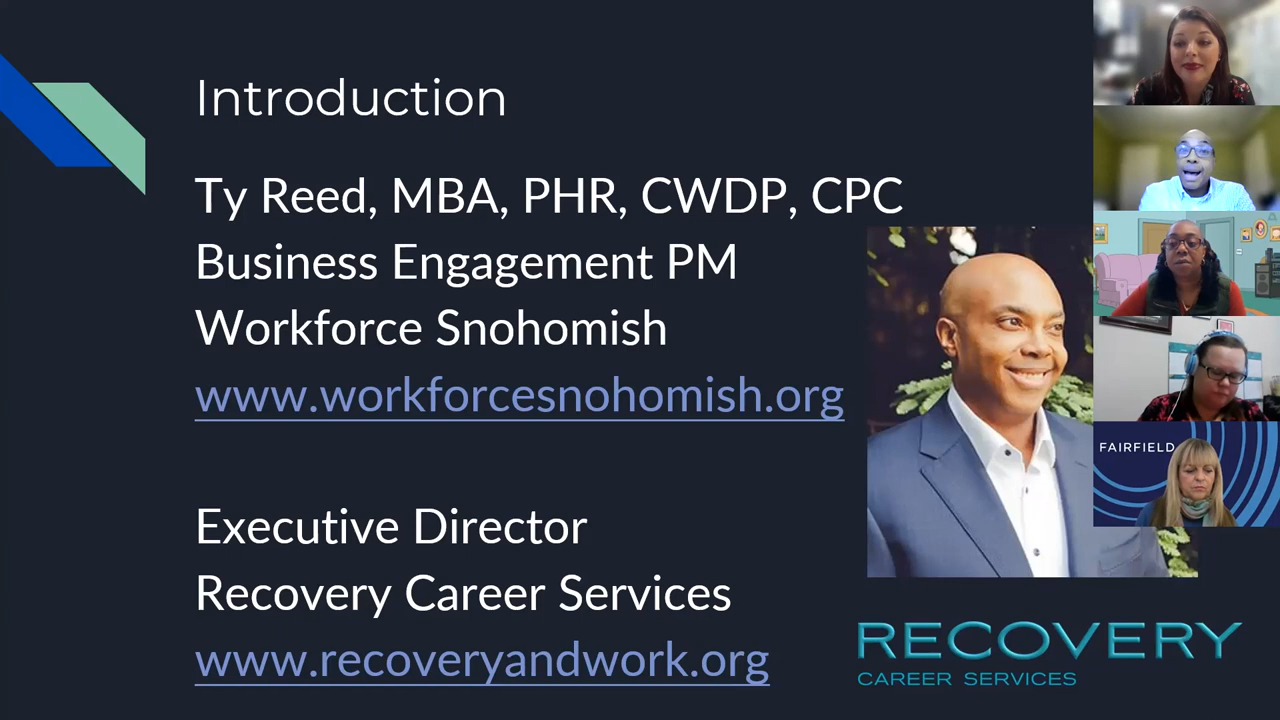 Introduction
Ty Reed, MBA, PHR, CWDP, CPC
Business Engagement PM
Workforce Snohomish
www.workforcesnohomish.org
Executive Director
Recovery Career Services
www.recoveryandwork.org
FAIRFIELD
RECOVERY
CAREER SERVICES